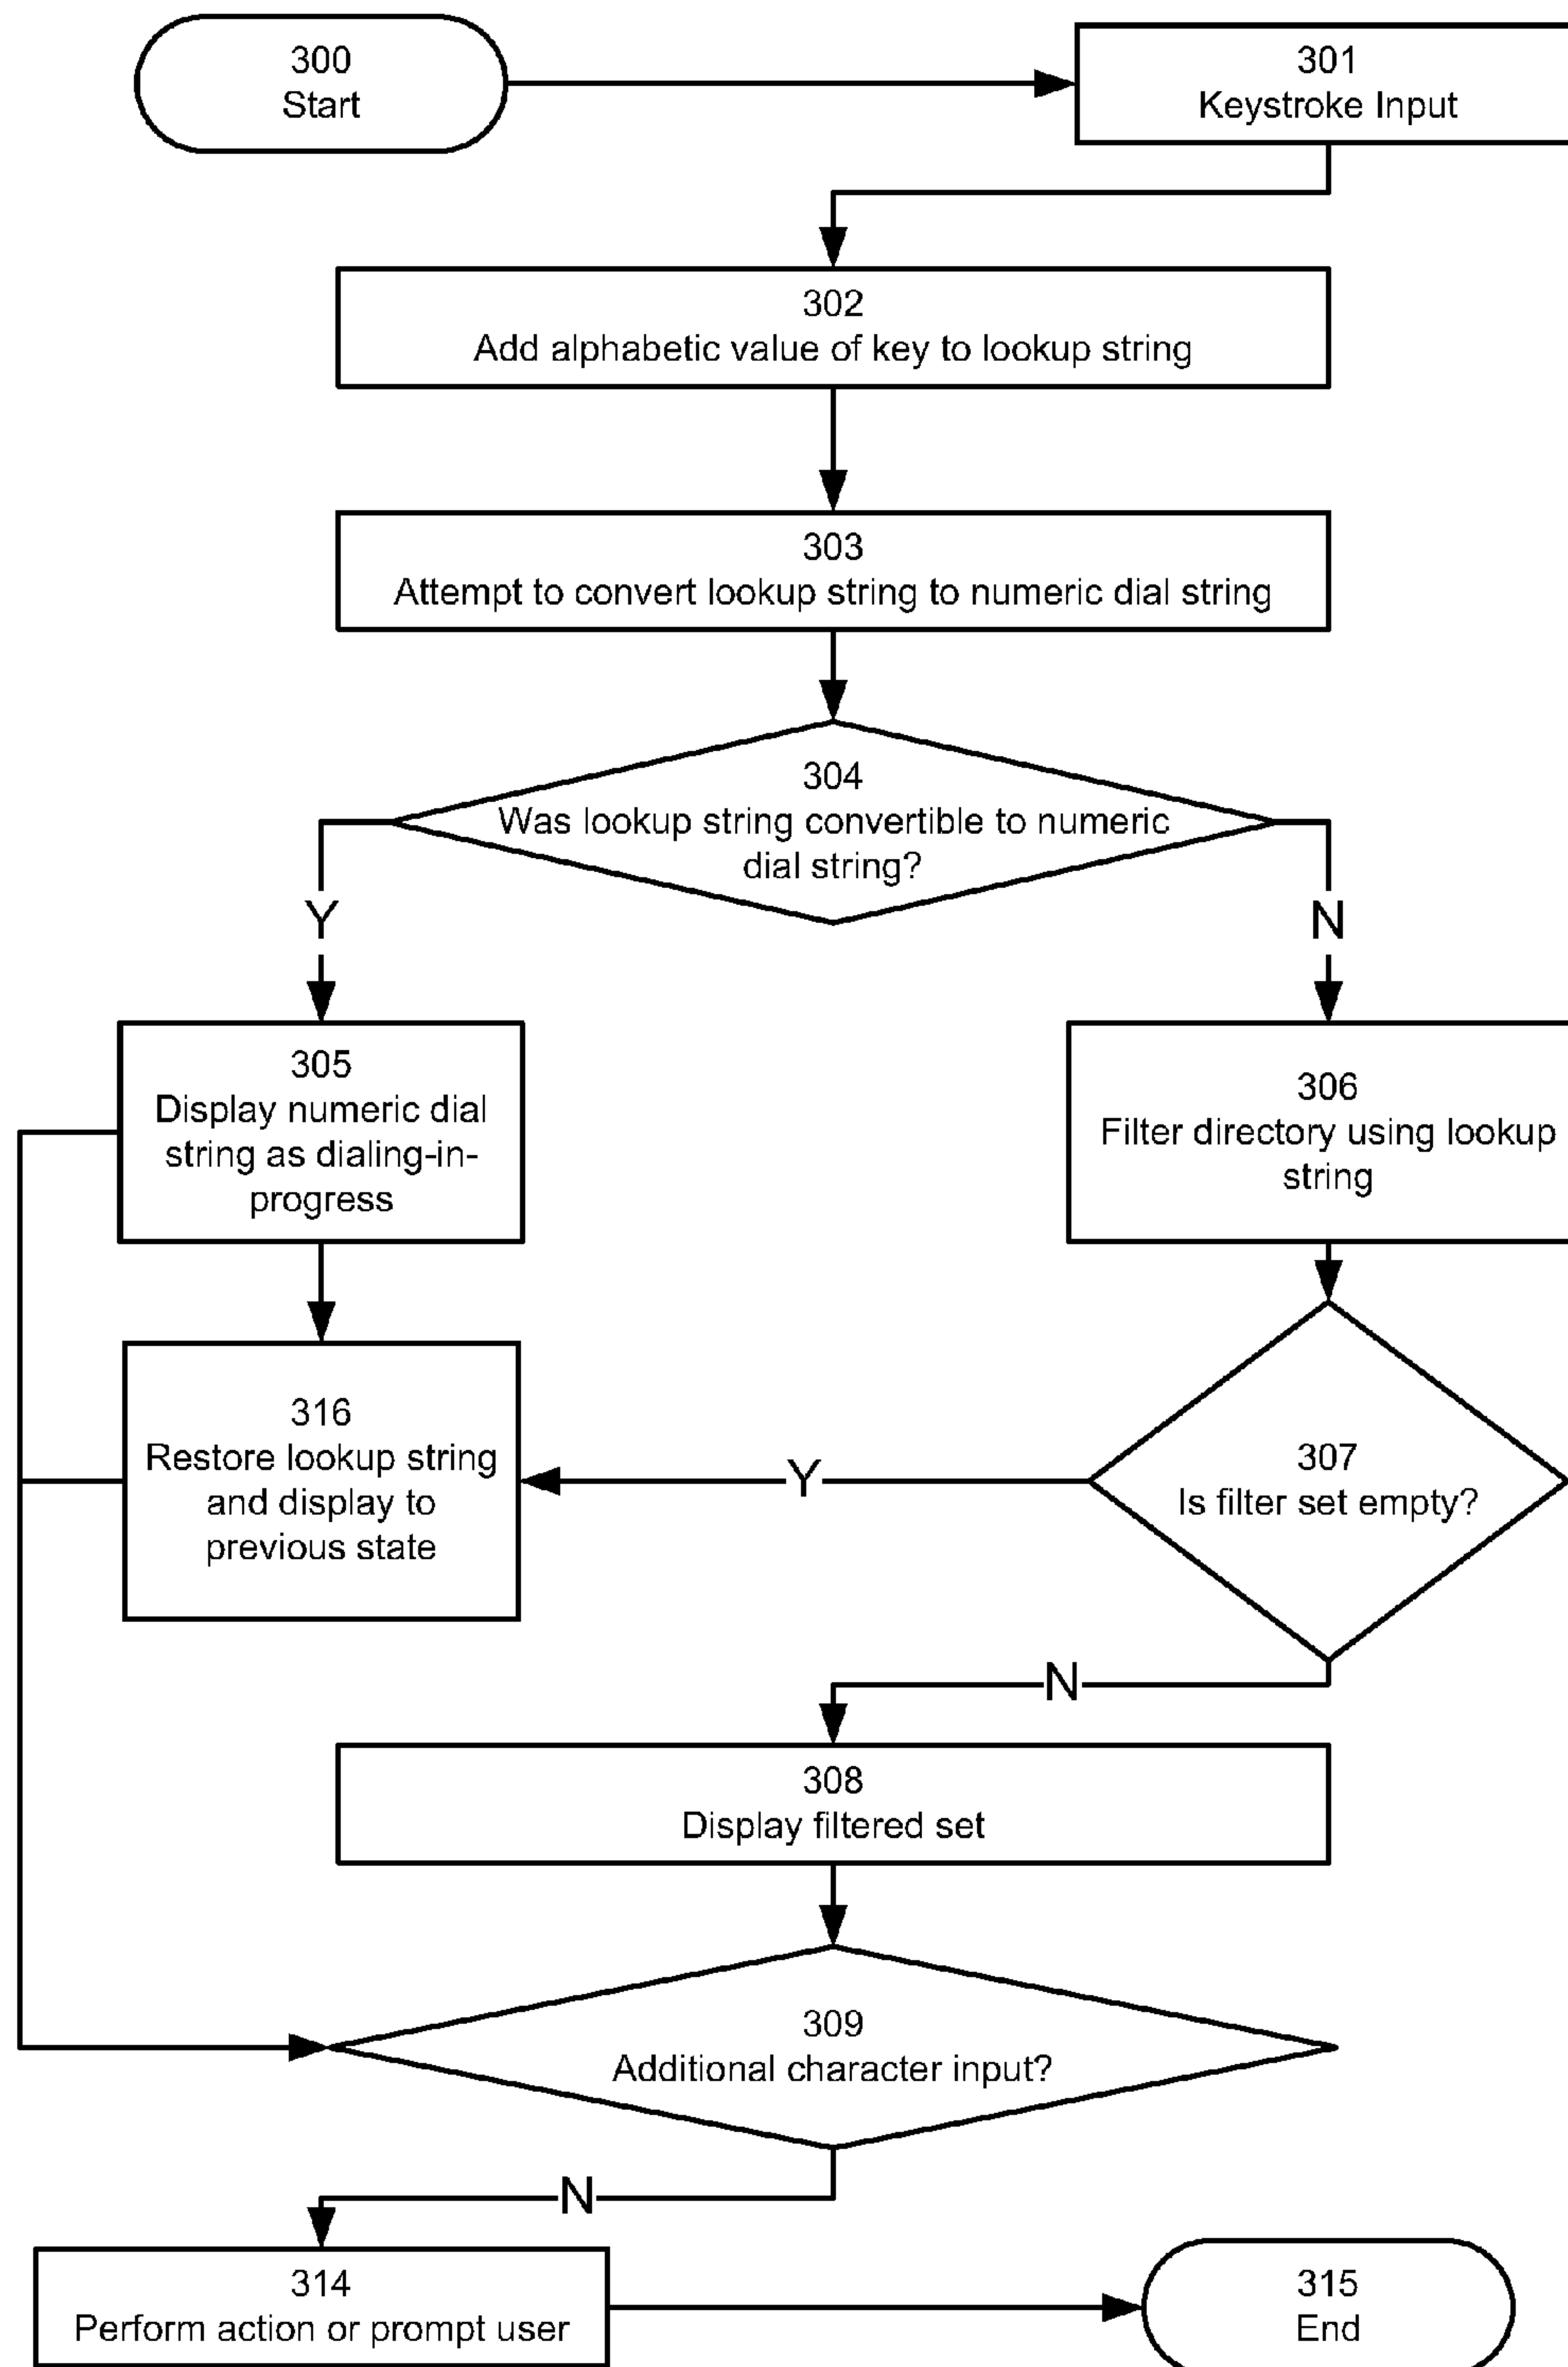 300
Start
301
Keystroke Input
302
Add alphabetic value of key to lookup string
303
Attempt to convert lookup string to numeric dial string
304
Was lookup string convertible to numeric
dial string?
Y
N
305
Display numeric dial
string as dialing-in-
progress
306
Filter directory using lookup
string
316
Restore lookup string
and display to
previous state
Y
307
Is filter set empty?
N
308
Display filtered set
309
Additional character input?
N
314
Perform action or prompt user
315
End